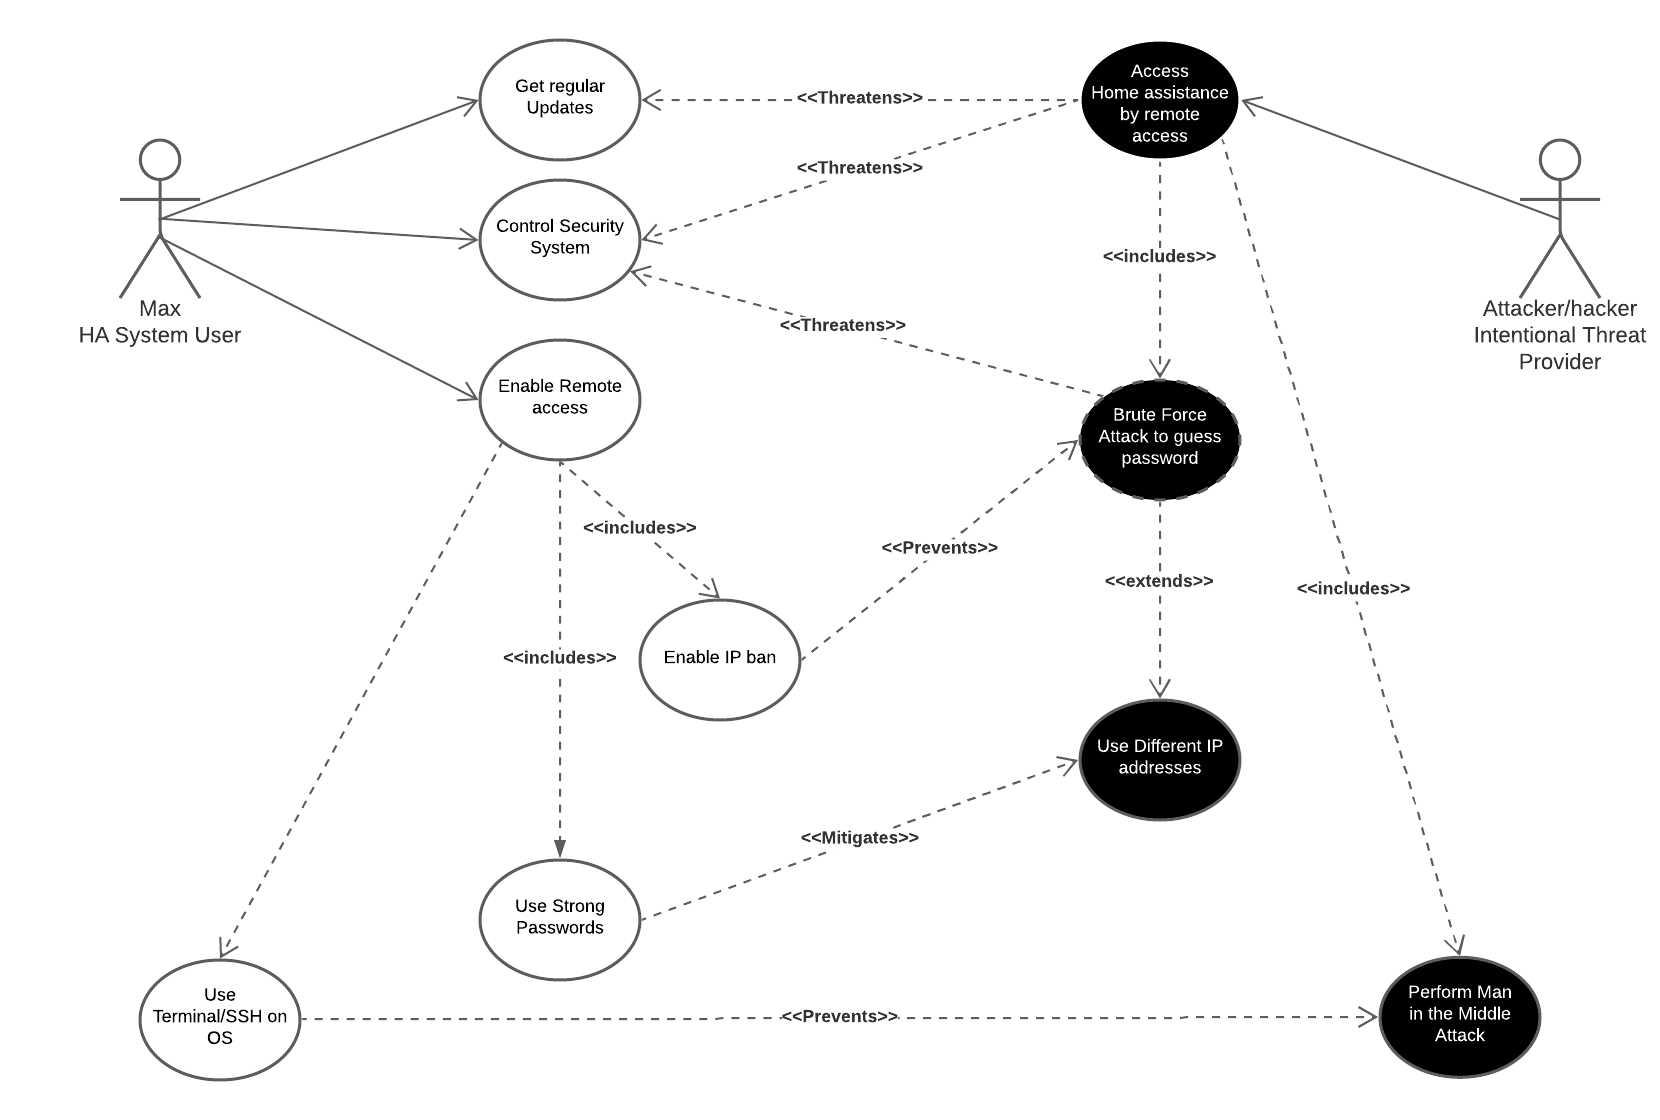 Get regular
Updates
<<Threatens>>
Access
Home assistance
by remote
access
<<Threatens>>
Control Security
System
<<includes>>
Max
HA System User
Attacker/hacker
Intentional Threat
Provider
<<Threatens>>
Enable Remote
access
Brute Force
Attack to guess
password
<<includes>>
<<Prevents>>
<<extends>>
<<includes>>
<<includes>>
Enable IP ban
Use Different IP
addresses
<<Mitigates>>
Use Strong
Passwords
Use
Terminal/SSH on
OS
<<Prevents>>
Perform Man
in the Middle
Attack